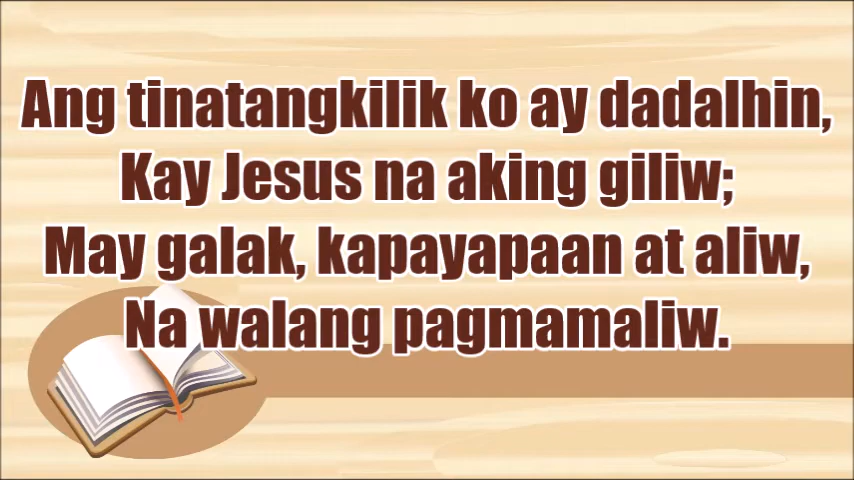 Ang tinatangkilik ko ay dadalhin,
Kay Jesus na aking giliw;
May galak, kapayapaan at aliw,
Na walang pagmamaliw.